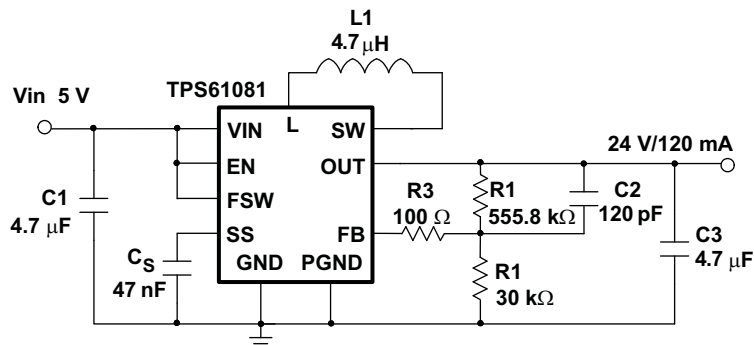 L1
4.7 μH
TPS61081
Vin 5 V
L
VIN
SW
24 V/120 mA
EN
OUT
C1
4.7 μF
FSW
R3
100 Ω
R1
555.8 kΩ
C2
120 pF
SS
FB
C3
4.7 μF
CS
47 nF
GND
PGND
R1
30 kΩ